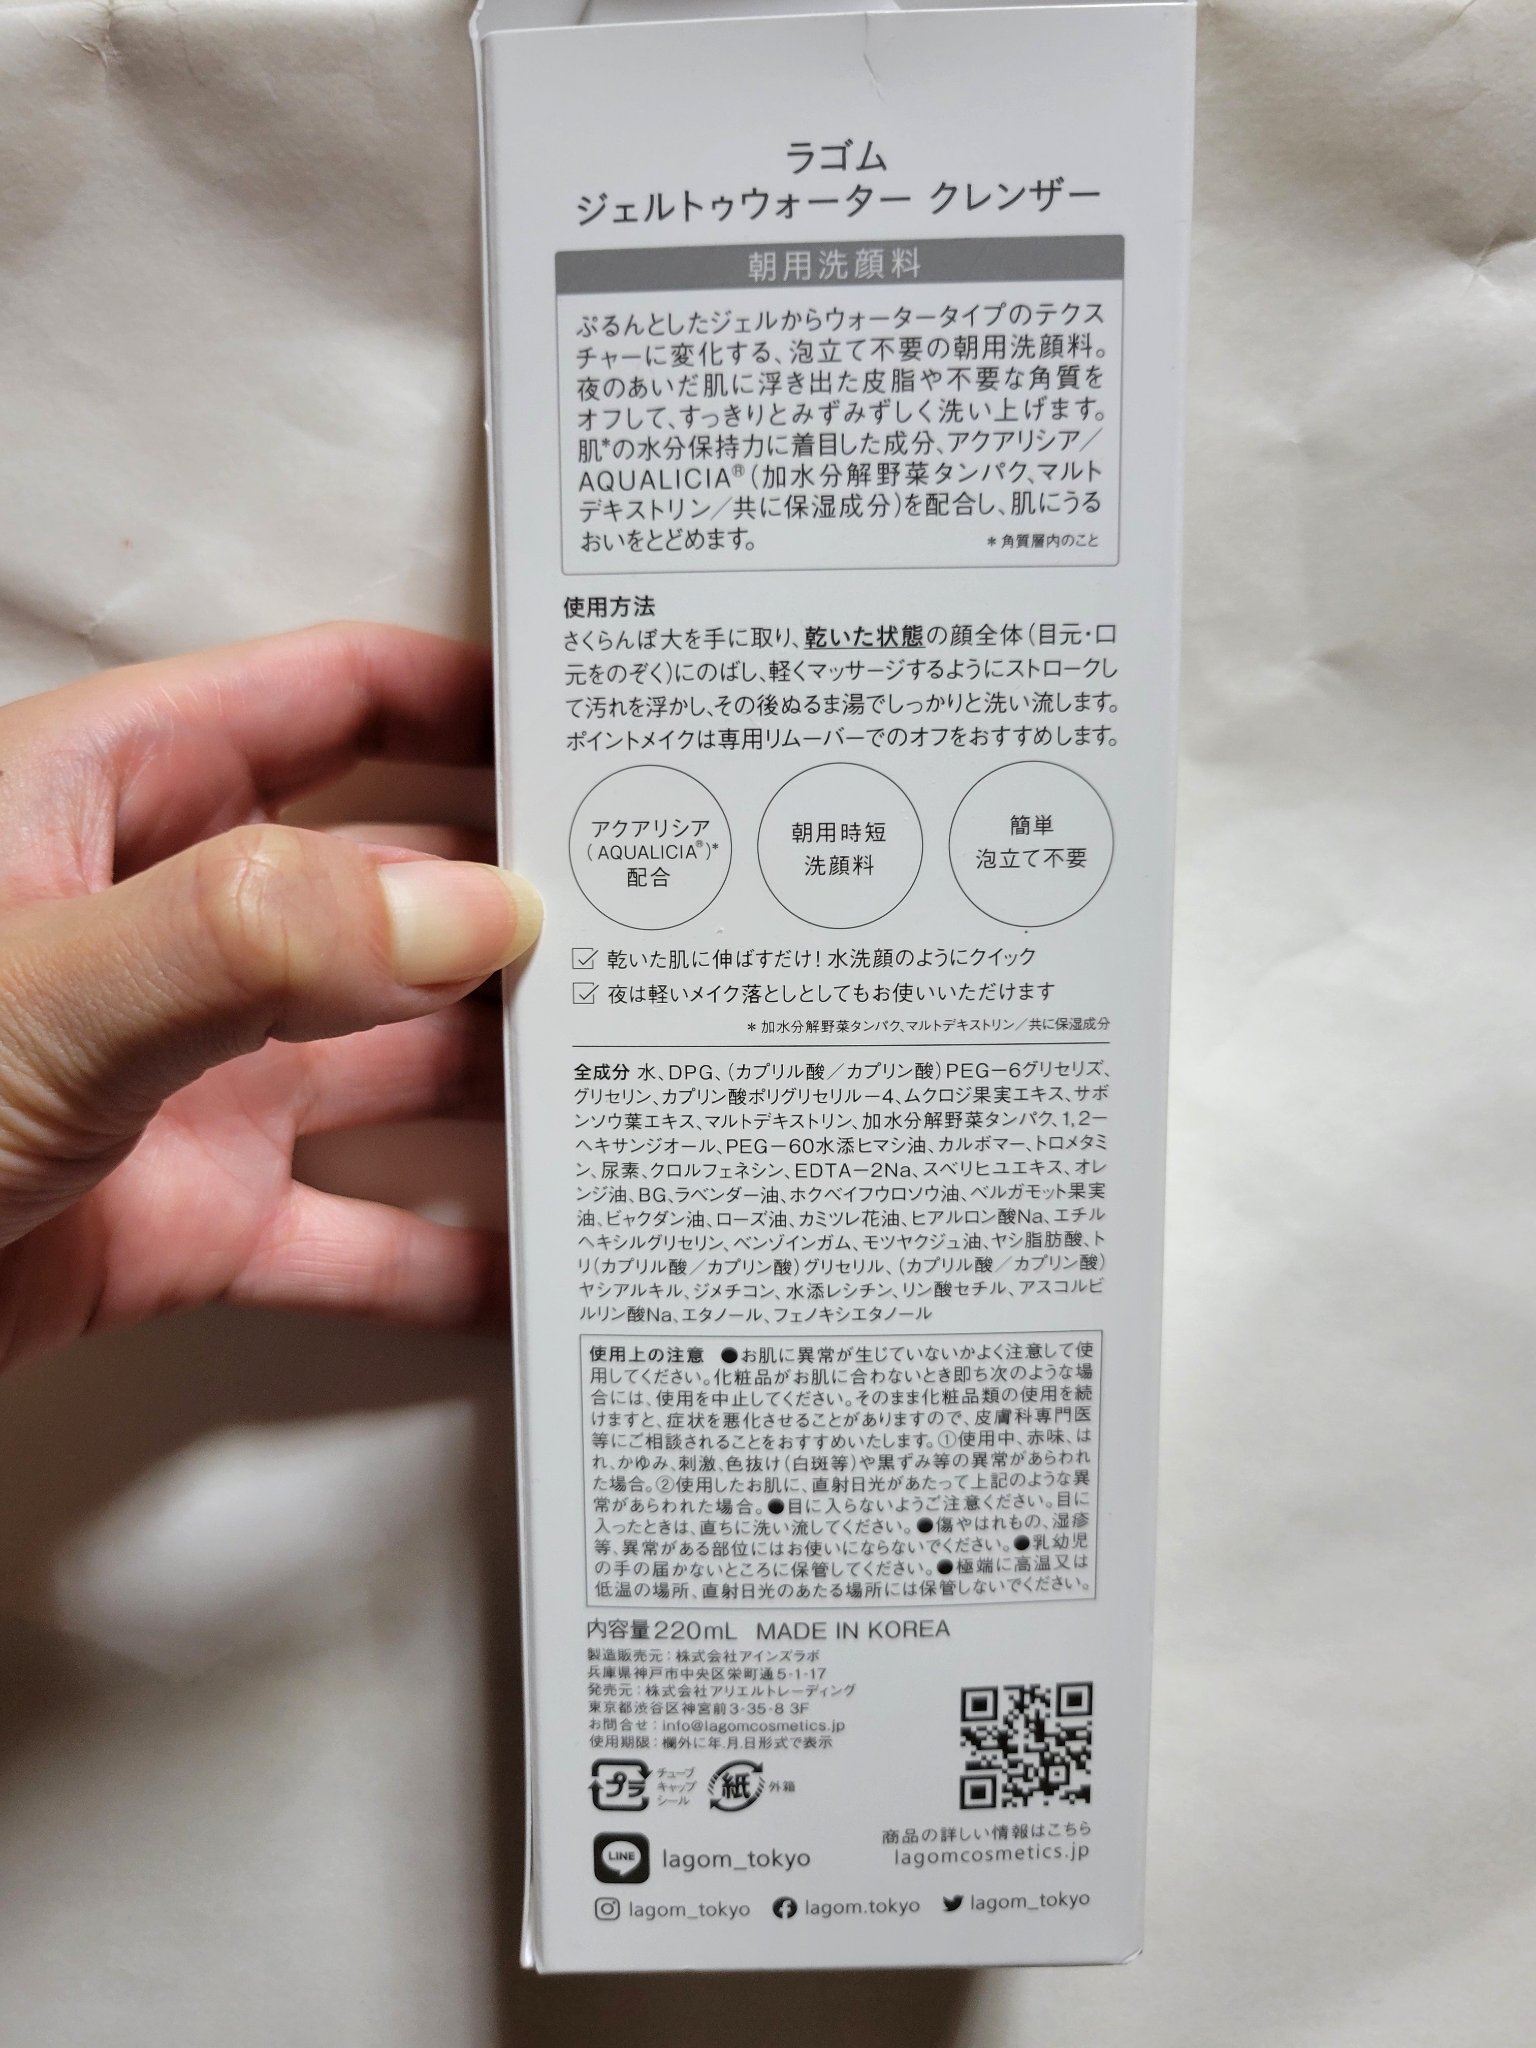 ラゴム
ジェルトゥウォーター クレンザー
朝用洗顔料
ぷるんとしたジェルからウォータータイプのテクス
チャーに変化する、泡立て不要の朝用洗顔料。
夜のあいだ肌に浮き出た皮脂や不要な角質を
オフして、すっきりとみずみずしく洗い上げます。
肌*の水分保持力に着目した成分、アクアリシア/
AQUALICIA®(加水分解野菜タンパク、マルト
デキストリン/共に保湿成分)を配合し、肌にうる
おいをとどめます。
*角質層内のこと
使用方法
さくらんぼ大を手に取り、乾いた状態の顔全体(目元・口
元をのぞく)にのばし、軽くマッサージするようにストロークし
て汚れを浮かし、その後ぬるま湯でしっかりと洗い流します。
ポイントメイクは専用リムーバーでのオフをおすすめします。
アクアリシア
(AQUALICIA®)*
配合
朝用時短
洗顔料
簡単
泡立て不要
☑ 乾いた肌に伸ばすだけ!水洗顔のようにクイック
☑ 夜は軽いメイク落としとしてもお使いいただけます
*加水分解野菜タンパク、マルトデキストリン/共に保湿成分
全成分 水、DPG、(カプリル酸/カプリン酸)PEG-6グリセリズ、
グリセリン、カプリン酸ポリグリセリル-4、ムクロジ果実エキス、サボ
ンソウ葉エキス、マルトデキストリン、加水分解野菜タンパク、1,2-
ヘキサンジオール、PEG-60水添ヒマシ油、カルボマー、トロメタミ
ン、尿素、クロルフェネシン、EDTA-2Na、スベリヒユエキス、オレ
ンジ油、BG、ラベンダー油、ホクベイフウロソウ油、ベルガモット果実
油、ビャクダン油、ローズ油、カミツレ花油、ヒアルロン酸Na、エチル
ヘキシルグリセリン、ベンゾインガム、モツヤクジュ油、ヤシ脂肪酸、ト
リ(カプリル酸/カプリン酸)グリセリル、(カプリル酸/カプリン酸)
ヤシアルキル、ジメチコン、水添レシチン、リン酸セチル、アスコルビ
ルリン酸Na、エタノール、フェノキシエタノール
使用上の注意 ●お肌に異常が生じていないかよく注意して使
用してください。化粧品がお肌に合わないとき即ち次のような場
合には、使用を中止してください。そのまま化粧品類の使用を続
けますと、症状を悪化させることがありますので、皮膚科専門医
等にご相談されることをおすすめいたします。①使用中、赤味、は
れ、かゆみ、刺激、色抜け(白斑等)や黒ずみ等の異常があらわれ
た場合。②使用したお肌に、直射日光があたって上記のような異
常があらわれた場合。●目に入らないようご注意ください。目に
入ったときは、直ちに洗い流してください。●傷やはれもの、湿疹
等、異常がある部位にはお使いにならないでください。●乳幼児
の手の届かないところに保管してください。●極端に高温又は
低温の場所、直射日光のあたる場所には保管しないでください。
内容量220mL MADE IN KOREA
製造販売元:株式会社アインズラボ
兵庫県神戸市中央区栄町通5-1-17
発売元:株式会社アリエルトレーディング
東京都渋谷区神宮前3-35-8 3F
お問合せ:info@lagomcosmetics.jp
使用期限:欄外に年.月.日形式で表示
プラ
チューブ
キャップ
シール
紙
外箱
商品の詳しい情報はこちら
lagomcosmetics.jp
LINE
lagom_tokyo
lagom_tokyo lagom.tokyo lagom_tokyo